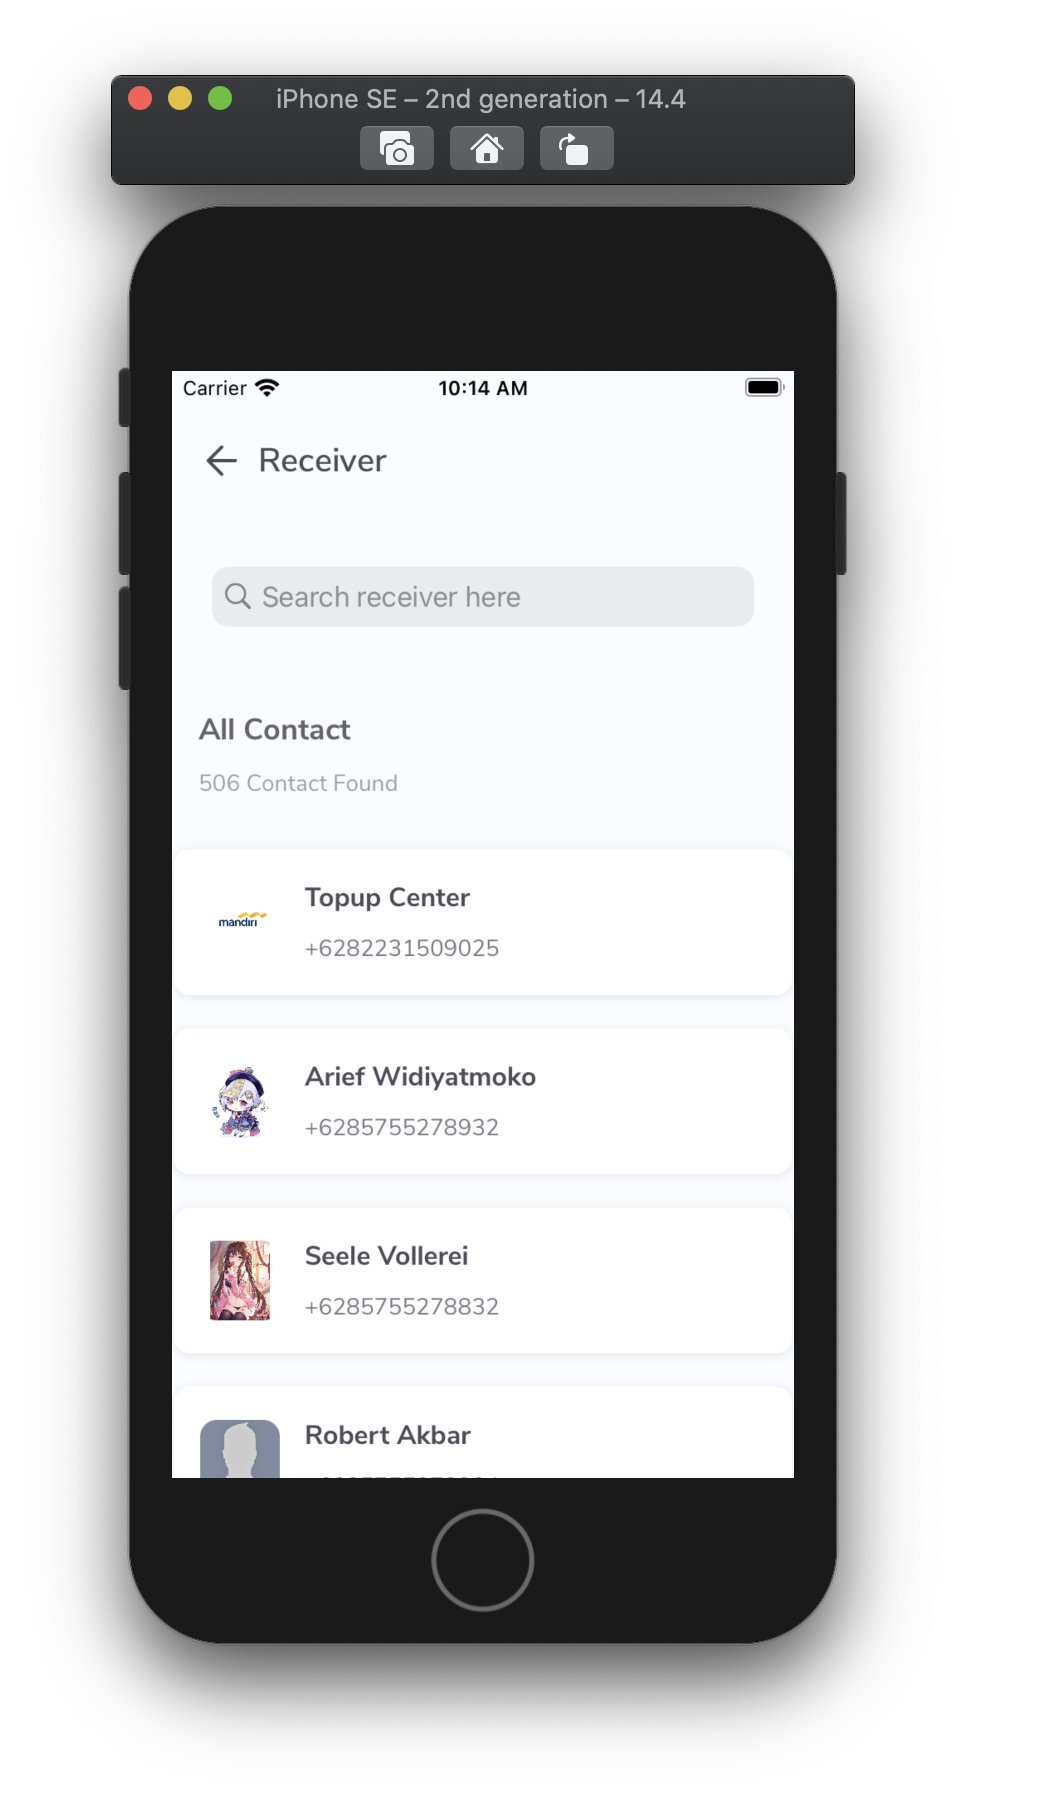 iPhone SE – 2nd generation – 14.4
Carrier 10:14 AM
Receiver
Search receiver here
All Contact
506 Contact Found
Topup Center
mandiri
+6282231509025
Arief Widiyatmoko
+6285755278932
Seele Vollerei
+6285755278832
Robert Akbar